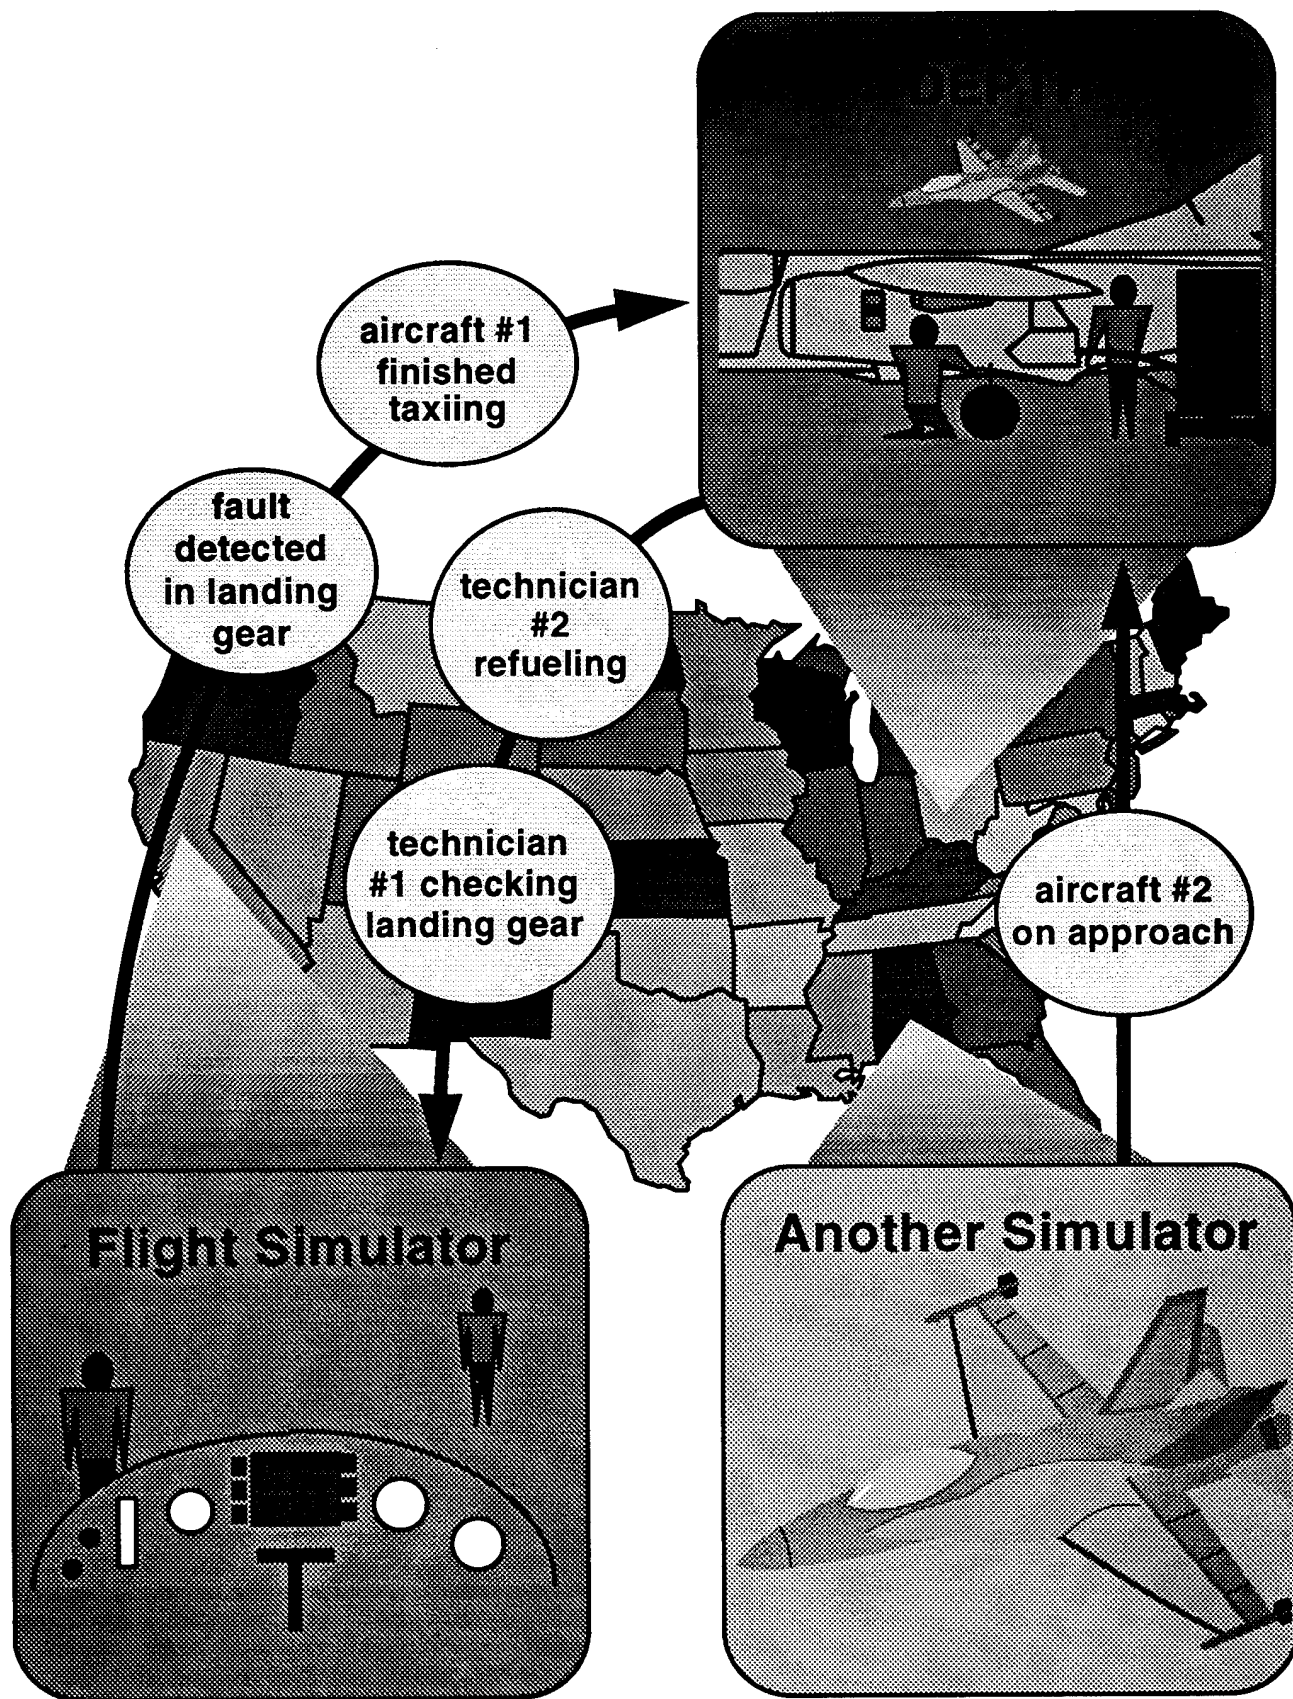 DEPTH
aircraft #1
finished
taxiing
fault
detected
in landing
gear
technician
#2
refueling
technician
#1 checking
landing gear
aircraft #2
on approach
Flight Simulator
Another Simulator